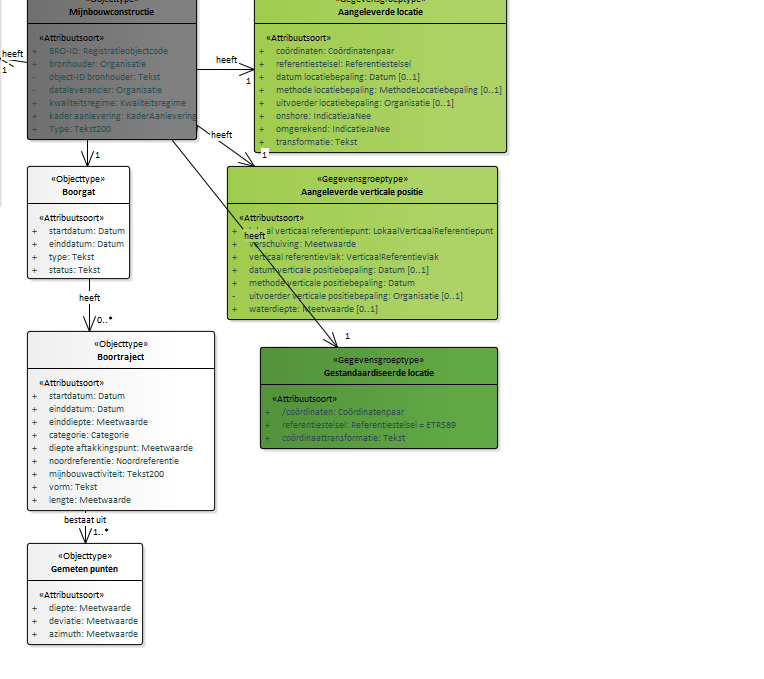 «Objecttype»
Mijnbouwconstructie
«Attribuutsoort»
+ BRO-ID: Registratieobjectcode
+ bronhouder: Organisatie
- object-ID bronhouder: Tekst
- dataleverancier: Organisatie
+ kwaliteitsregime: Kwaliteitsregime
+ kader aanlevering: KaderAanlevering
+ Type: Tekst200
heeft
1
«Gegevensgroeptype»
Aangeleverde locatie
«Attribuutsoort»
+ coördinaten: Coördinatenpaar
+ referentiestelsel: Referentiestelsel
+ datum locatiebepaling: Datum [0..1]
+ methode locatiebepaling: MethodeLocatiebepaling [0..1]
+ uitvoerder locatiebepaling: Organisatie [0..1]
+ onshore: IndicatieJaNee
+ omgerekend: IndicatieJaNee
+ transformatie: Tekst
heeft
1
heeft
1
/1
«Objecttype»
Boorgat
«Attribuutsoort»
+ startdatum: Datum
+ einddatum: Datum
+ type: Tekst
+ status: Tekst
«Gegevensgroeptype»
Aangeleverde verticale positie
«Attribuutsoort»
+ al verticaal referentiepunt: LokaalVerticaalReferentiepunt
+ verschuiving: Meetwaarde
+ verticaal referentievlak: VerticaalReferentievlak
+ datum verticale positiebepaling: Datum [0..1]
+ methode verticale positiebepaling: Datum
- uitvoerder verticale positiebepaling: Organisatie [0..1]
+ waterdiepte: Meetwaarde [0..1]
heeft
1
heeft
0..*
«Objecttype»
Boortraject
«Attribuutsoort»
+ startdatum: Datum
+ einddatum: Datum
+ einddiepte: Meetwaarde
+ categorie: Categorie
+ diepte aftakkingspunt: Meetwaarde
+ noordreferentie: Noordreferentie
+ mijnbouwactiviteit: Tekst200
+ vorm: Tekst
+ lengte: Meetwaarde
«Gegevensgroeptype»
Gestandaardiseerde locatie
«Attribuutsoort»
+ /coördinaten: Coördinatenpaar
+ referentiestelsel: Referentiestelsel = ETRS89
+ coördinaattransformatie: Tekst
bestaat uit
1..*
«Objecttype»
Gemeten punten
«Attribuutsoort»
+ diepte: Meetwaarde
+ deviatie: Meetwaarde
+ azimuth: Meetwaarde